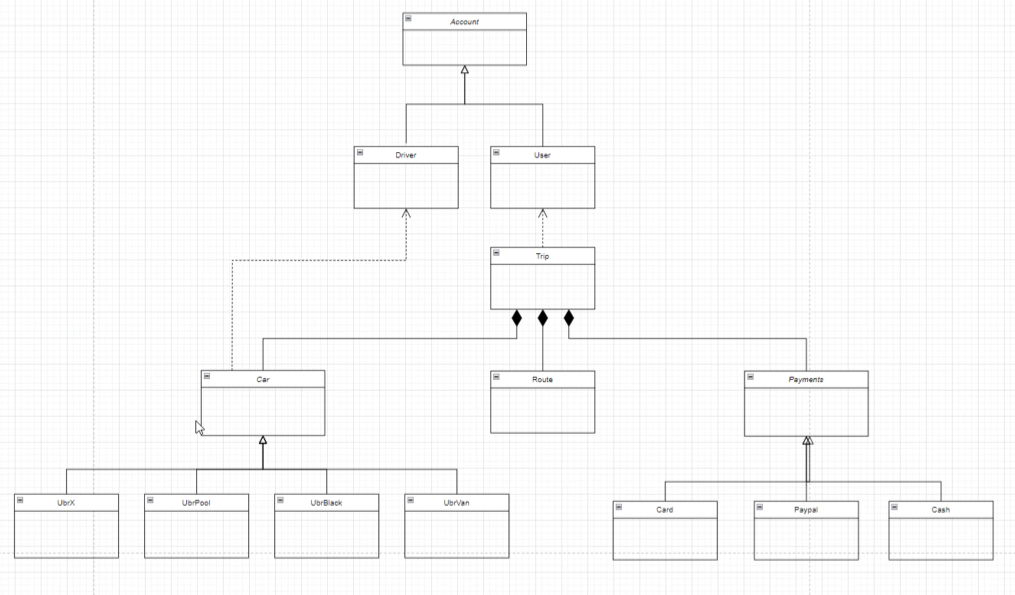 Account
Driver
User
Trip
Car
Route
Payments
UbrX
UbrPool
UbrBlack
UbrVan
Card
Paypal
Cash